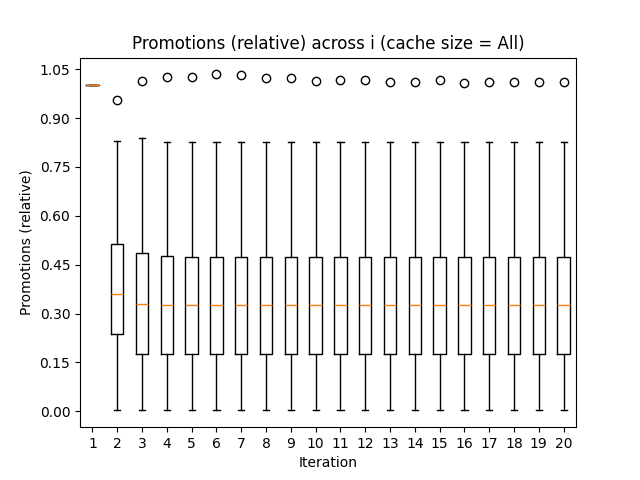 Promotions (relative) across i (cache size = All)
Promotions (relative)
1.05
0.90
0.75
0.60
0.45
0.30
0.15
0.00
1 2 3 4 5 6 7 8 9 10 11 12 13 14 15 16 17 18 19 20
Iteration